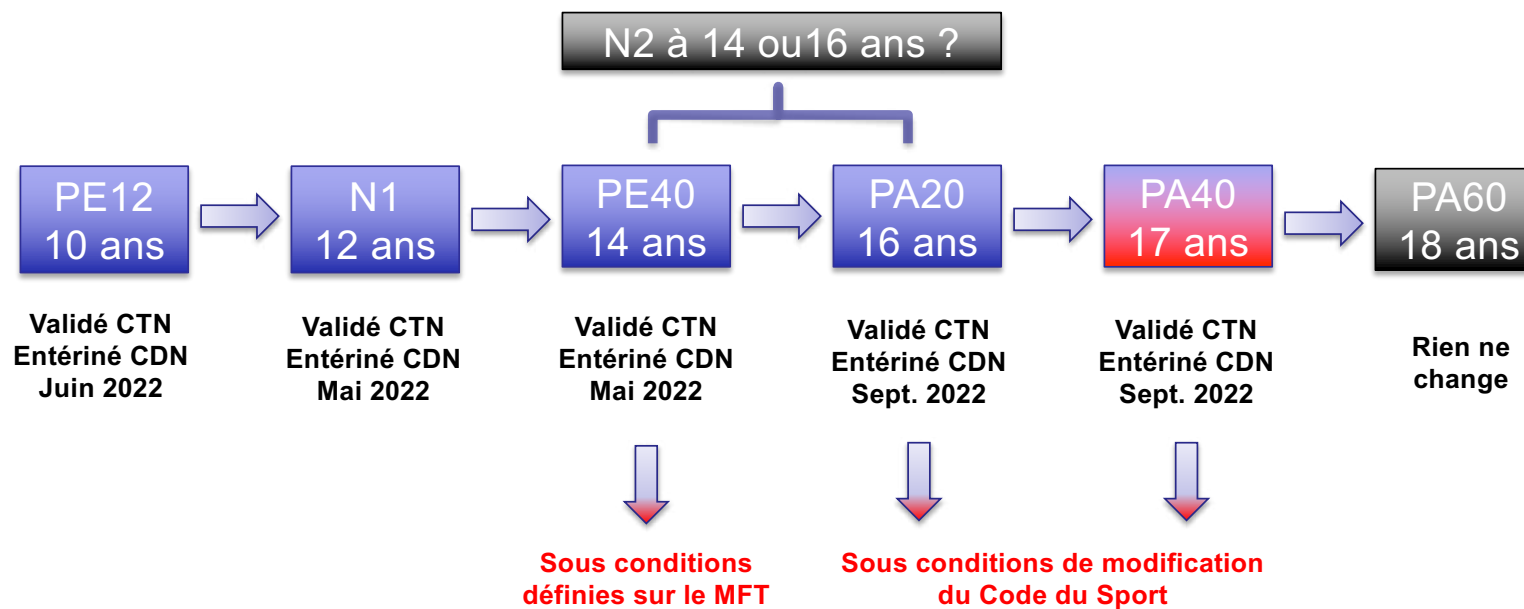 N2 à 14 ou16 ans ?
PE12
10 ans
N1
12 ans
PE40
14 ans
PA20
16 ans
PA40
17 ans
PA60
18 ans
Validé CTN
Entériné CDN
Juin 2022
Validé CTN
Entériné CDN
Mai 2022
Validé CTN
Entériné CDN
Mai 2022
Validé CTN
Entériné CDN
Sept. 2022
Validé CTN
Entériné CDN
Sept. 2022
Rien ne
change
Sous conditions
définies sur le MFT
Sous conditions de modification
du Code du Sport